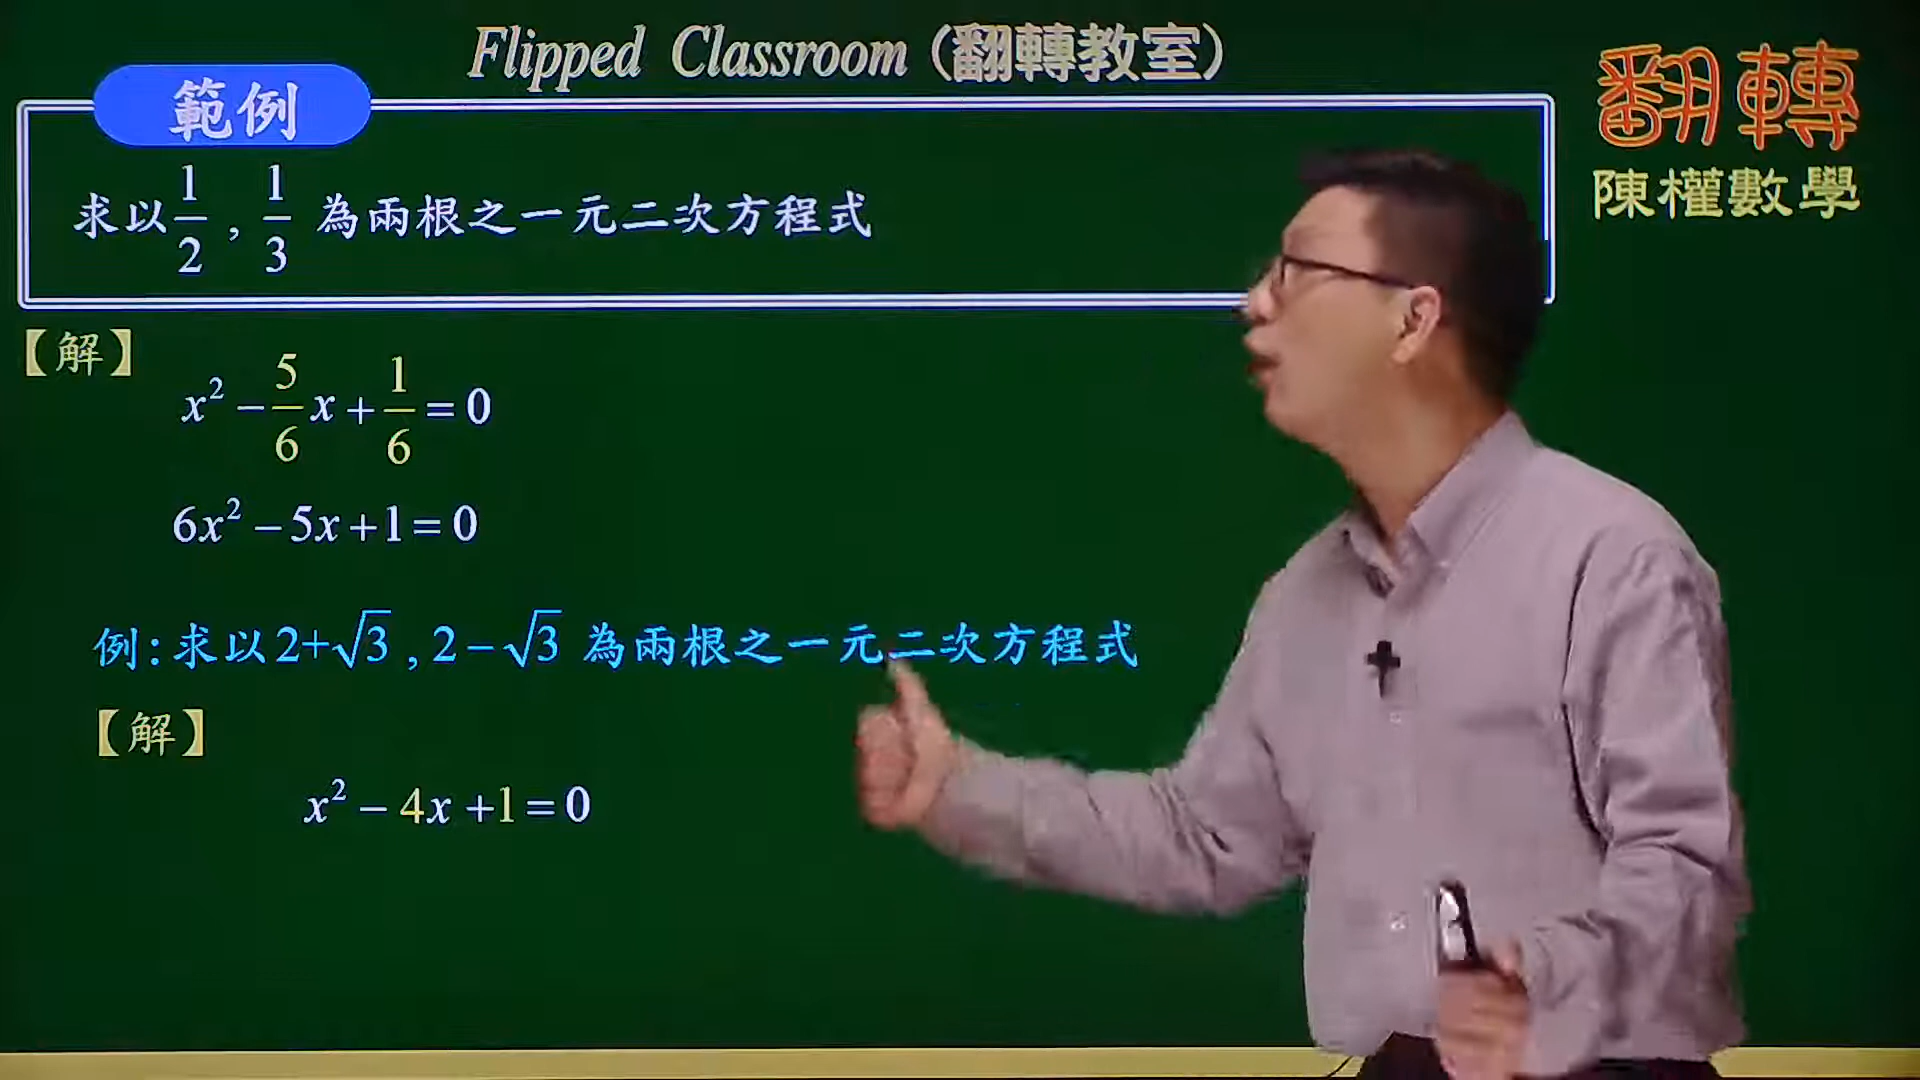 Flipped Classroom (翻轉教室)
翻轉
陳權數學
範例
求以 1/2 , 1/3 為兩根之一元二次方程式
【解】
x² − 5/6 x + 1/6 = 0
6x² − 5x + 1 = 0
例 : 求以 2+√3 , 2−√3 為兩根之一元二次方程式
【解】
x² − 4x + 1 = 0